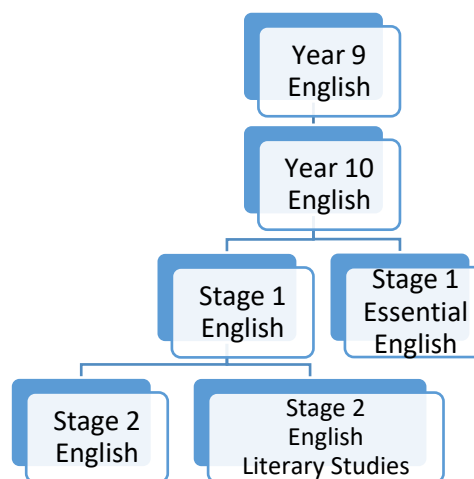 Year 9
English
Year 10
English
Stage 1
English
Stage 1
Essential
English
Stage 2
English
Stage 2
English
Literary Studies